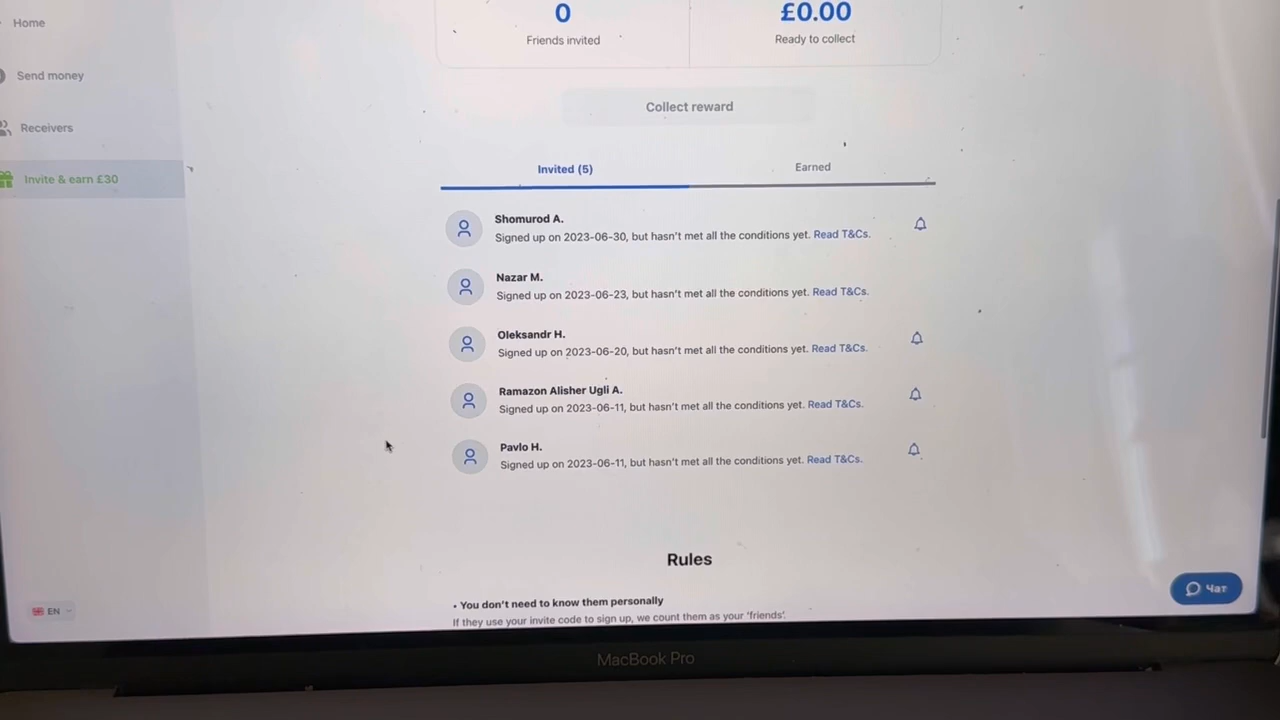 Home
Send money
Receivers
Invite & earn £30
0
Friends invited
£0.00
Ready to collect
Collect reward
Invited (5)
Earned
Shomurod A.
Signed up on 2023-06-30, but hasn't met all the conditions yet. Read T&Cs.
Nazar M.
Signed up on 2023-06-23, but hasn't met all the conditions yet. Read T&Cs.
Oleksandr H.
Signed up on 2023-06-20, but hasn't met all the conditions yet. Read T&Cs.
Ramazon Alisher Ugli A.
Signed up on 2023-06-11, but hasn't met all the conditions yet. Read T&Cs.
Pavlo H.
Signed up on 2023-06-11, but hasn't met all the conditions yet. Read T&Cs.
Rules
• You don't need to know them personally
If they use your invite code to sign up, we count them as your 'friends'.
EN
Чат
MacBook Pro